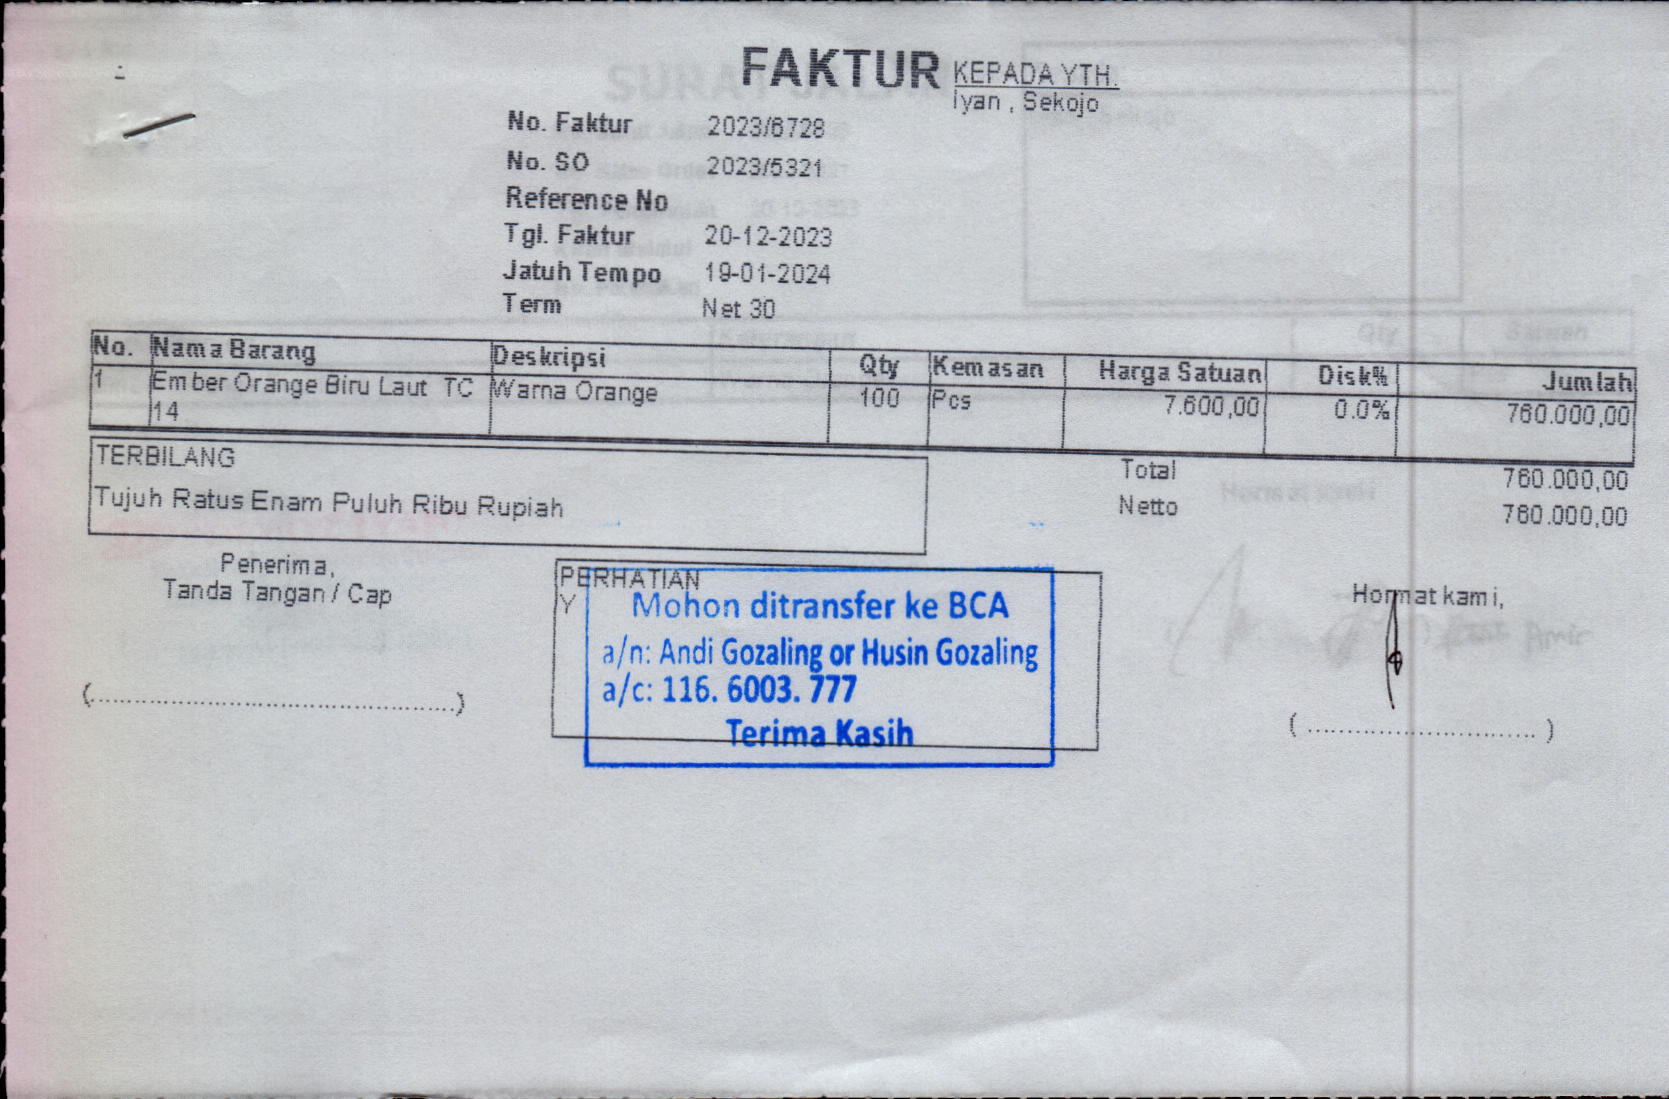 FAKTUR
KEPADA YTH.
Iyan , Sekojo
No. Faktur 2023/6728
No. SO 2023/5321
Reference No
Tgl. Faktur 20-12-2023
Jatuh Tempo 19-01-2024
Term Net 30
No. Nama Barang Deskripsi Qty Kemasan Harga Satuan Disk% Jumlah
1 Ember Orange Biru Laut TC Warna Orange 100 Pcs 7.600,00 0.0% 760.000,00
14
TERBILANG
Tujuh Ratus Enam Puluh Ribu Rupiah
Total 760.000,00
Netto 760.000,00
Penerima,
Tanda Tangan / Cap
(................................................)
PERHATIAN
Y
Mohon ditransfer ke BCA
a/n: Andi Gozaling or Husin Gozaling
a/c: 116. 6003. 777
Terima Kasih
Hormat kami,
( ............................. )